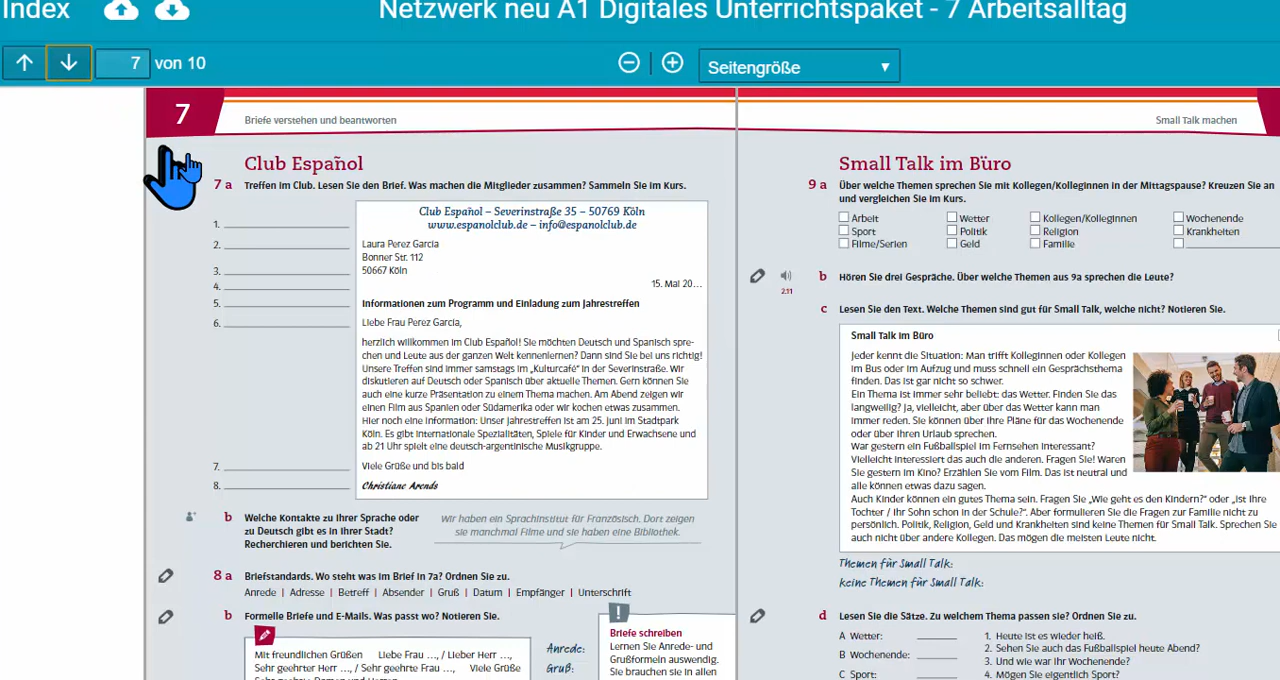 Index
Netzwerk neu A1 Digitales Unterrichtspaket - 7 Arbeitsalltag
7 von 10
Seitengröße
7
Briefe verstehen und beantworten
Club Español
7 a Treffen im Club. Lesen Sie den Brief. Was machen die Mitglieder zusammen? Sammeln Sie im Kurs.
1.
2.
3.
4.
5.
6.
7.
8.
Club Español – Severinstraße 35 – 50769 Köln
www.espanolclub.de – info@espanolclub.de
Laura Perez Garcia
Bonner Str. 112
50667 Köln
15. Mai 20…
Informationen zum Programm und Einladung zum Jahrestreffen
Liebe Frau Perez Garcia,
herzlich willkommen im Club Español! Sie möchten Deutsch und Spanisch spre-
chen und Leute aus der ganzen Welt kennenlernen? Dann sind Sie bei uns richtig!
Unsere Treffen sind immer samstags im „Kulturcafé" in der Severinstraße. Wir
diskutieren auf Deutsch oder Spanisch über aktuelle Themen. Gern können Sie
auch eine kurze Präsentation zu einem Thema machen. Am Abend zeigen wir
einen Film aus Spanien oder Südamerika oder wir kochen etwas zusammen.
Hier noch eine Information: Unser Jahrestreffen ist am 25. Juni im Stadtpark
Köln. Es gibt internationale Spezialitäten, Spiele für Kinder und Erwachsene und
ab 21 Uhr spielt eine deutsch-argentinische Musikgruppe.
Viele Grüße und bis bald
Christiane Arends
b Welche Kontakte zu Ihrer Sprache oder
zu Deutsch gibt es in Ihrer Stadt?
Recherchieren und berichten Sie.
Wir haben ein Sprachinstitut für Französisch. Dort zeigen
sie manchmal Filme und sie haben eine Bibliothek.
8 a Briefstandards. Wo steht was im Brief in 7a? Ordnen Sie zu.
Anrede | Adresse | Betreff | Absender | Gruß | Datum | Empfänger | Unterschrift
b Formelle Briefe und E-Mails. Was passt wo? Notieren Sie.
Mit freundlichen Grüßen Liebe Frau …, / Lieber Herr …,
Sehr geehrter Herr …, / Sehr geehrte Frau …, Viele Grüße
Anrede:
Gruß:
!
Briefe schreiben
Lernen Sie Anrede- und
Grußformeln auswendig.
Sie brauchen sie in allen
Small Talk machen
Small Talk im Büro
9 a Über welche Themen sprechen Sie mit Kollegen/Kolleginnen in der Mittagspause? Kreuzen Sie an
und vergleichen Sie im Kurs.
Arbeit Wetter Kollegen/Kolleginnen Wochenende
Sport Politik Religion Krankheiten
Filme/Serien Geld Familie
2.11
b Hören Sie drei Gespräche. Über welche Themen aus 9a sprechen die Leute?
c Lesen Sie den Text. Welche Themen sind gut für Small Talk, welche nicht? Notieren Sie.
Small Talk im Büro
Jeder kennt die Situation: Man trifft Kolleginnen oder Kollegen
im Bus oder im Aufzug und muss schnell ein Gesprächsthema
finden. Das ist gar nicht so schwer.
Ein Thema ist immer sehr beliebt: das Wetter. Finden Sie das
langweilig? Ja, vielleicht, aber über das Wetter kann man
immer reden. Sie können über Ihre Pläne für das Wochenende
oder über Ihren Urlaub sprechen.
War gestern ein Fußballspiel im Fernsehen interessant?
Vielleicht interessiert das auch die anderen. Fragen Sie! Waren
Sie gestern im Kino? Erzählen Sie vom Film. Das ist neutral und
alle können etwas dazu sagen.
Auch Kinder können ein gutes Thema sein. Fragen Sie „Wie geht es den Kindern?" oder „Ist Ihre
Tochter / Ihr Sohn schon in der Schule?". Aber formulieren Sie die Fragen zur Familie nicht zu
persönlich. Politik, Religion, Geld und Krankheiten sind keine Themen für Small Talk. Sprechen Sie
auch nicht über andere Kollegen. Das mögen die meisten Leute nicht.
Themen für Small Talk:
keine Themen für Small Talk:
d Lesen Sie die Sätze. Zu welchem Thema passen sie? Ordnen Sie zu.
A Wetter:
B Wochenende:
C Sport:
1. Heute ist es wieder heiß.
2. Sehen Sie auch das Fußballspiel heute Abend?
3. Und wie war Ihr Wochenende?
4. Mögen Sie eigentlich Sport?